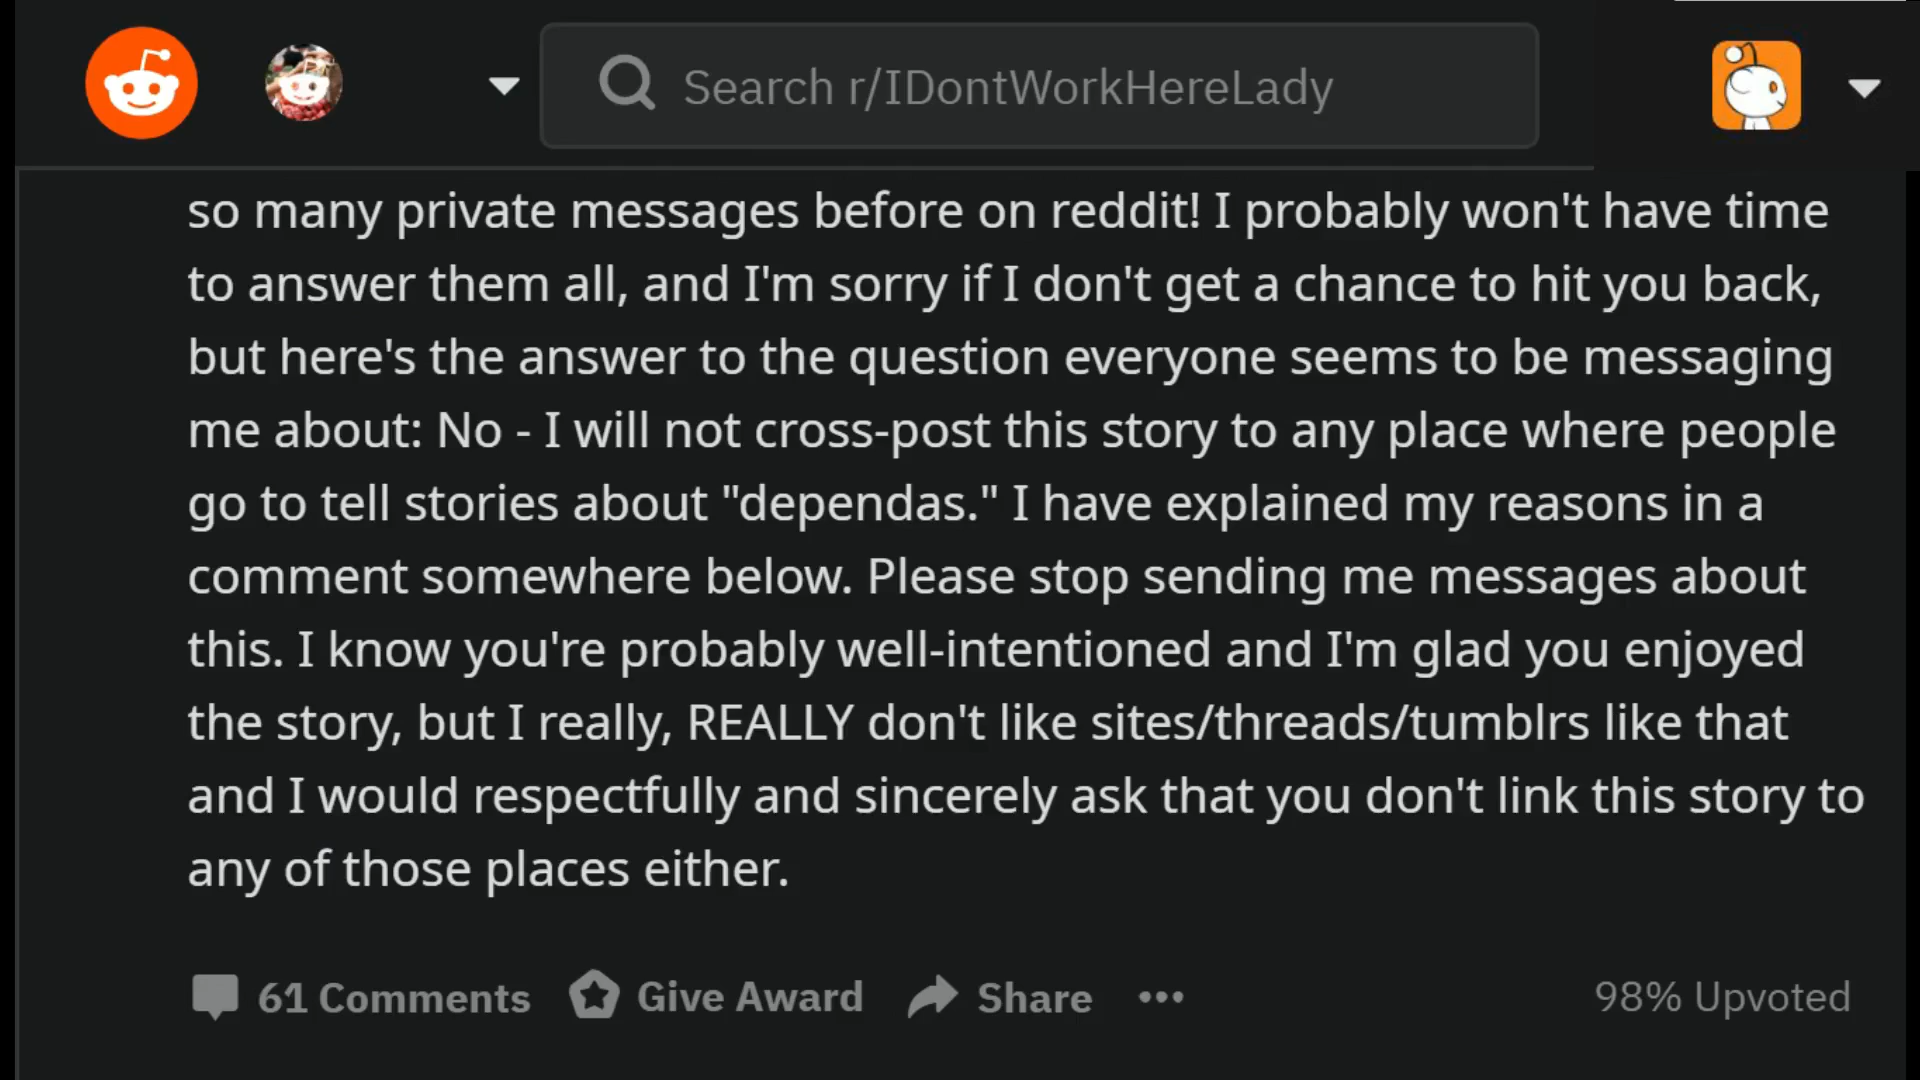 Search r/IDontWorkHereLady
so many private messages before on reddit! I probably won't have time
to answer them all, and I'm sorry if I don't get a chance to hit you back,
but here's the answer to the question everyone seems to be messaging
me about: No - I will not cross-post this story to any place where people
go to tell stories about "dependas." I have explained my reasons in a
comment somewhere below. Please stop sending me messages about
this. I know you're probably well-intentioned and I'm glad you enjoyed
the story, but I really, REALLY don't like sites/threads/tumblrs like that
and I would respectfully and sincerely ask that you don't link this story to
any of those places either.
61 Comments Give Award Share ••• 98% Upvoted